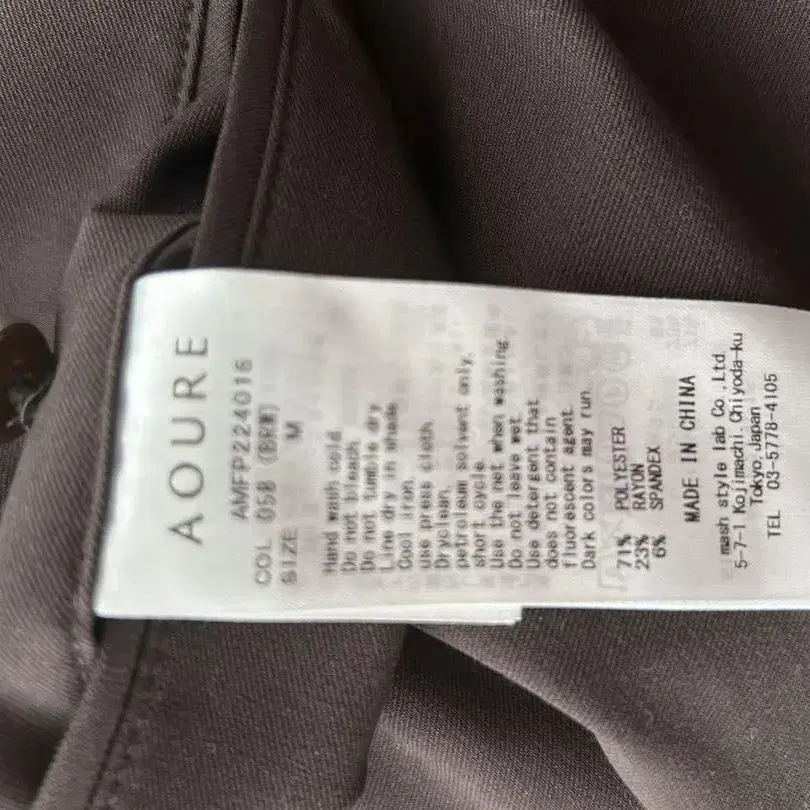 AOURE
AMFP224016
COL 058 (BRW)
SIZE M
Hand wash cold
Do not bleach
Do not tumble dry
Line dry in shade
Cool iron,
use press cloth
Dryclean,
petroleum solvent only,
short cycle
Use the net when washing.
Do not leave wet.
Use detergent that
does not contain
fluorescent agent.
Dark colors may run.
71% POLYESTER
23% RAYON
6% SPANDEX
MADE IN CHINA
mash style lab Co., Ltd.
5-7-1 Kojimachi, Chiyoda-ku
Tokyo, Japan
TEL 03-5778-4105